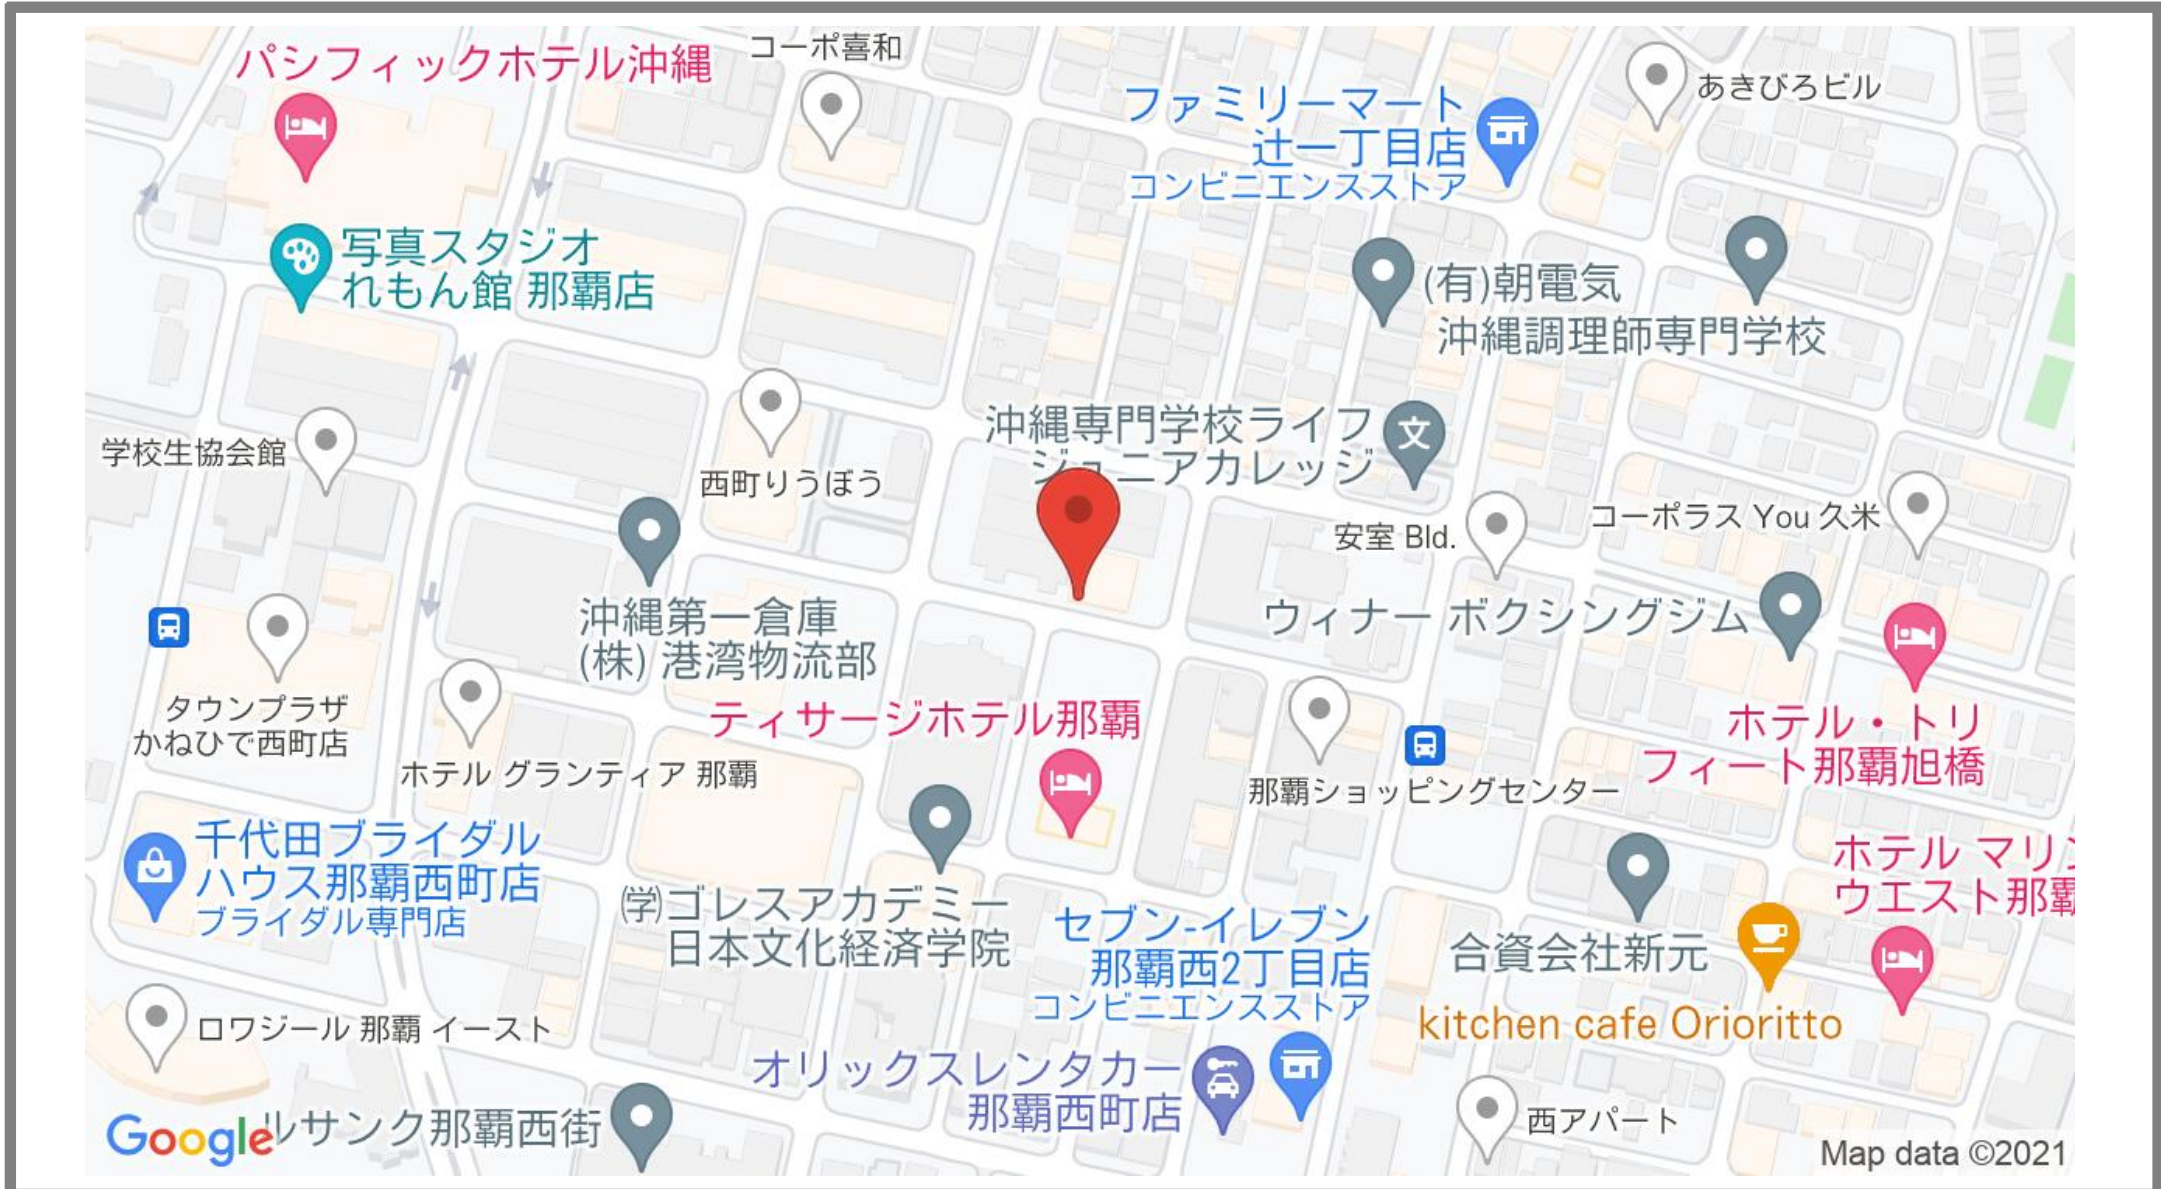 パシフィックホテル沖縄
コーポ喜和
ファミリーマート
辻一丁目店
コンビニエンスストア
あきびろビル
写真スタジオ
れもん館 那覇店
(有)朝電気
沖縄調理師専門学校
沖縄専門学校ライフ
ジュニアカレッジ
学校生協会館
西町りうぼう
安室 Bld.
コーポラス You 久米
沖縄第一倉庫
(株) 港湾物流部
ウィナー ボクシングジム
タウンプラザ
かねひで西町店
ティサージホテル那覇
ホテル・トリ
フィート那覇旭橋
ホテル グランティア 那覇
那覇ショッピングセンター
千代田ブライダル
ハウス那覇西町店
ブライダル専門店
ホテル マリン
ウエスト那覇
㈻ゴレスアカデミー
日本文化経済学院
セブン-イレブン
那覇西2丁目店
コンビニエンスストア
合資会社新元
kitchen cafe Orioritto
ロワジール 那覇 イースト
オリックスレンタカー
那覇西町店
ルサンク那覇西街
西アパート
Google
Map data ©2021